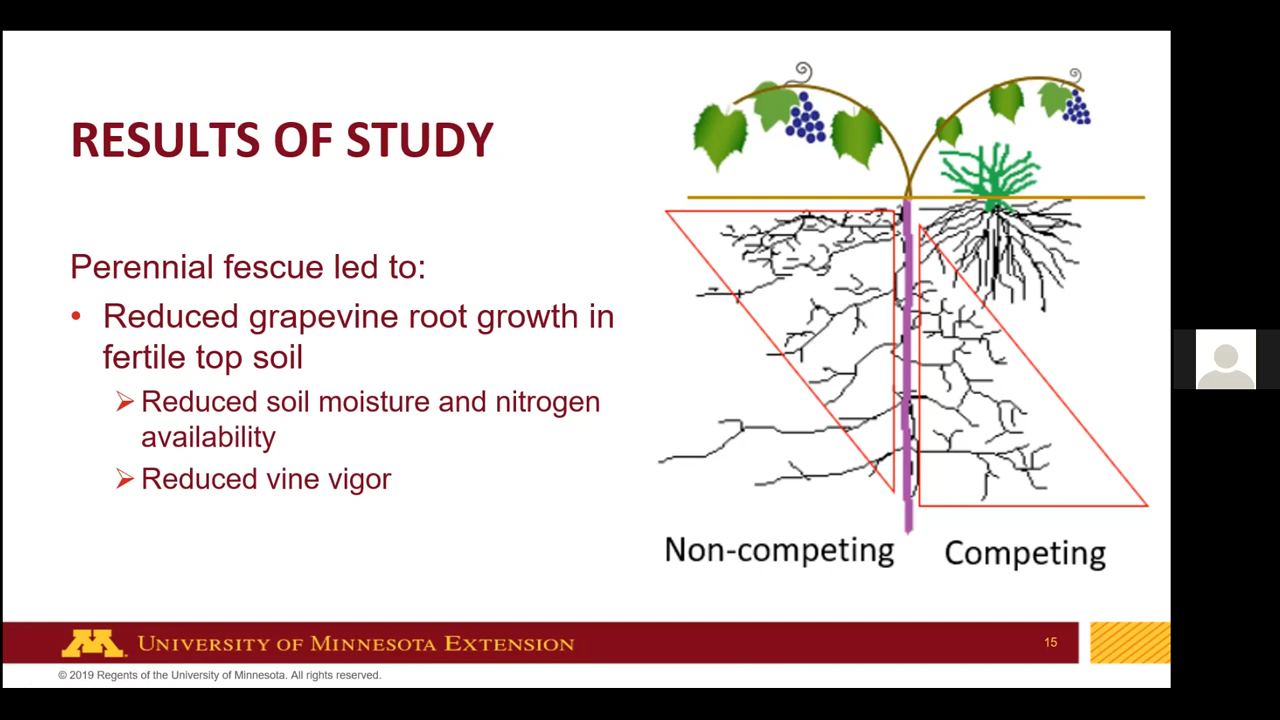 RESULTS OF STUDY
Perennial fescue led to:
• Reduced grapevine root growth in
fertile top soil
➢ Reduced soil moisture and nitrogen
availability
➢ Reduced vine vigor
Non-competing
Competing
UNIVERSITY OF MINNESOTA EXTENSION
15
© 2019 Regents of the University of Minnesota. All rights reserved.